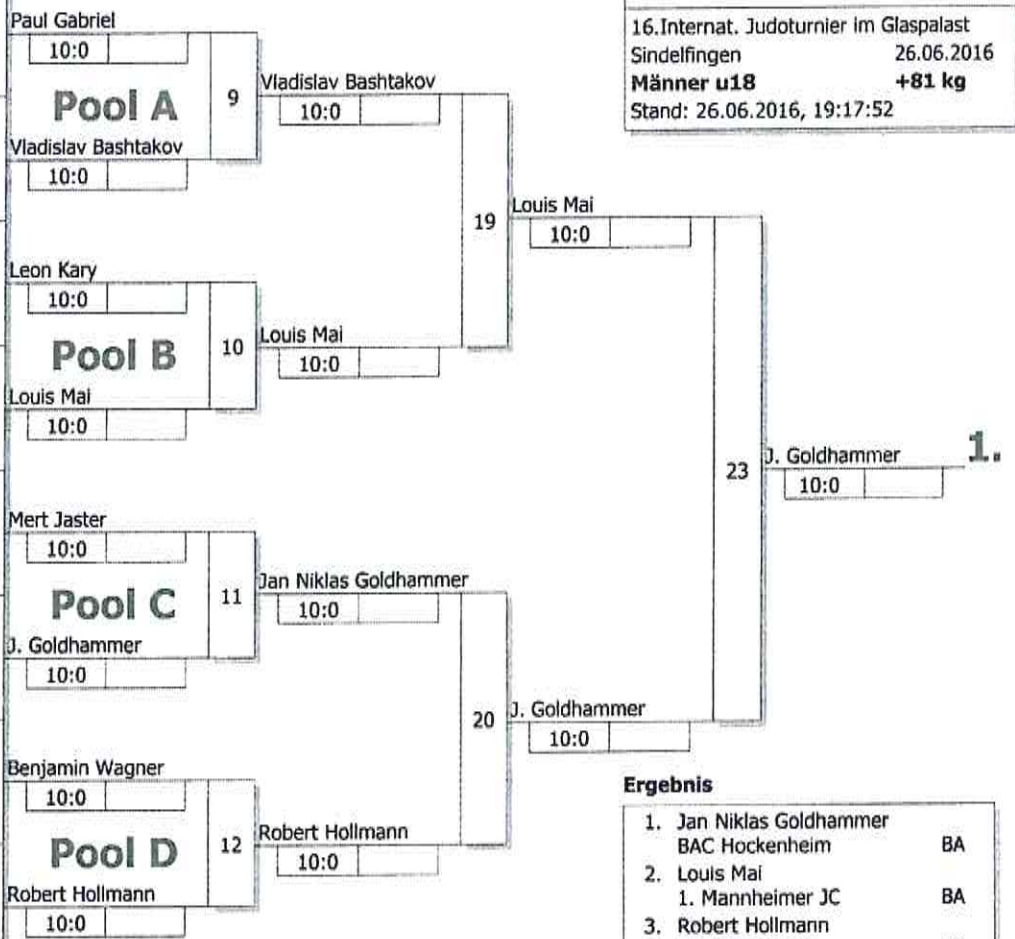 16.Internat. Judoturnier im Glaspalast
Sindelfingen 26.06.2016
Männer u18 +81 kg
Stand: 26.06.2016, 19:17:52
Paul Gabriel
10:0
Pool A
9
Vladislav Bashtakov
10:0
Vladislav Bashtakov
10:0
19
Louis Mai
10:0
Leon Kary
10:0
Pool B
10
Louis Mai
10:0
Louis Mai
10:0
23
J. Goldhammer
10:0
1.
Mert Jaster
10:0
Pool C
11
Jan Niklas Goldhammer
10:0
J. Goldhammer
10:0
20
J. Goldhammer
10:0
Benjamin Wagner
10:0
Pool D
12
Robert Hollmann
10:0
Robert Hollmann
10:0
Ergebnis
1. Jan Niklas Goldhammer
BAC Hockenheim BA
2. Louis Mai
1. Mannheimer JC BA
3. Robert Hollmann